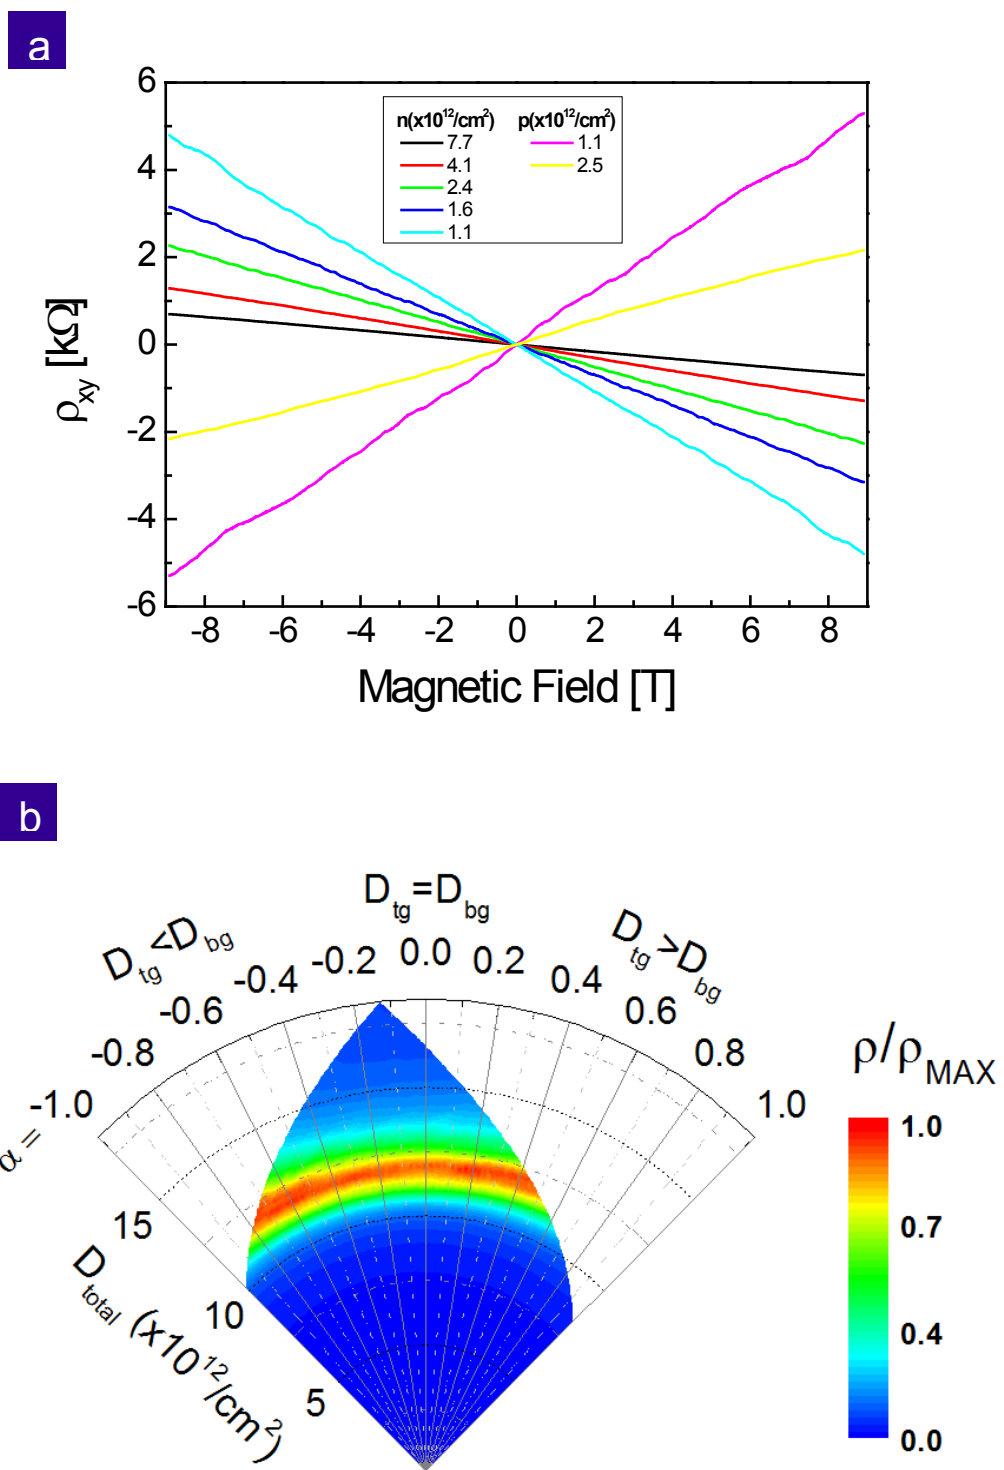 a
n(x10¹²/cm²) p(x10¹²/cm²)
7.7 1.1
4.1 2.5
2.4
1.6
1.1
6
4
2
0
-2
-4
-6
ρxy [kΩ]
-8 -6 -4 -2 0 2 4 6 8
Magnetic Field [T]
b
Dtg=Dbg
Dtg<Dbg
Dtg>Dbg
α = -1.0 -0.8 -0.6 -0.4 -0.2 0.0 0.2 0.4 0.6 0.8 1.0
15
10
5
Dtotal (x10¹²/cm²)
ρ/ρMAX
1.0
0.7
0.4
0.0